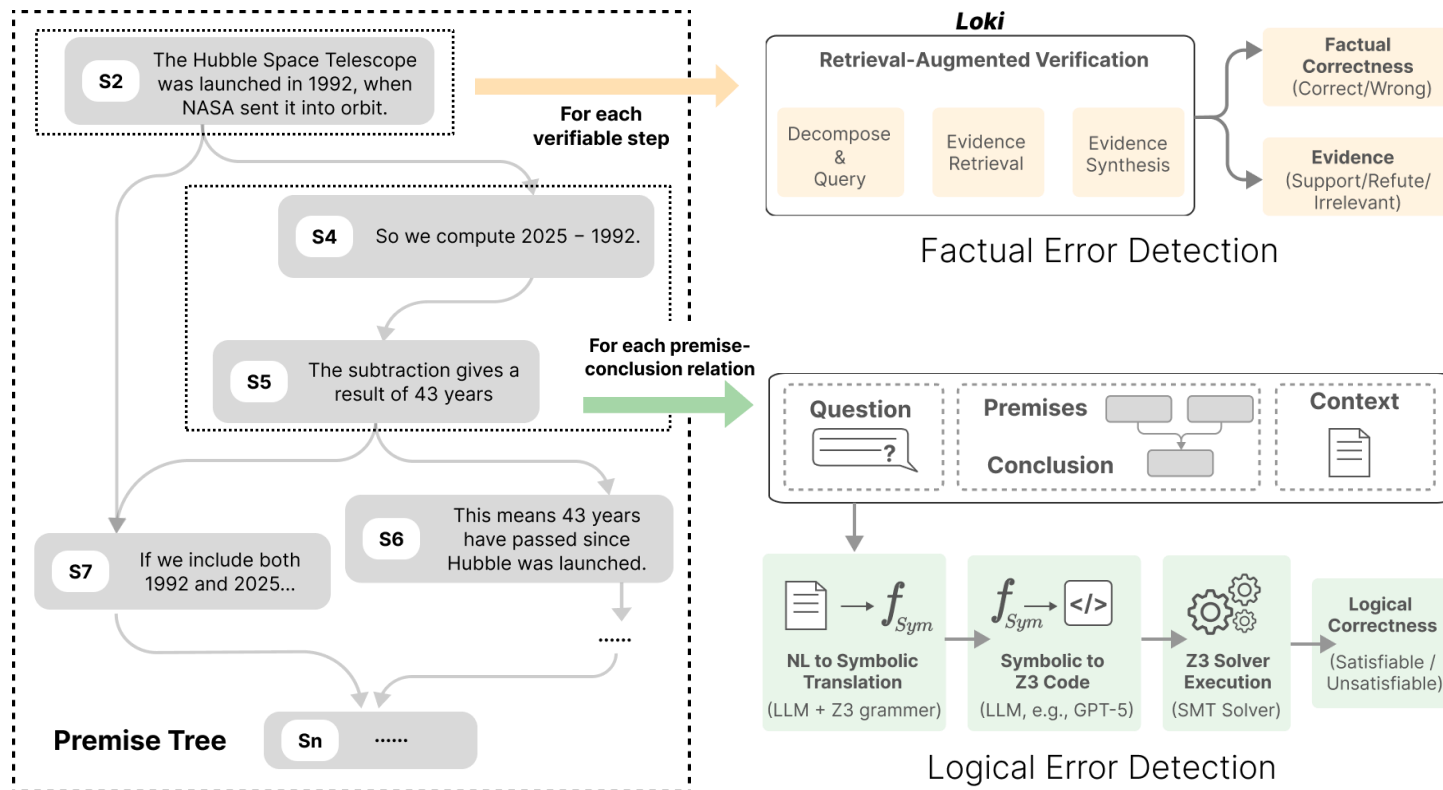 S2
The Hubble Space Telescope
was launched in 1992, when
NASA sent it into orbit.
S4
So we compute 2025 − 1992.
S5
The subtraction gives a
result of 43 years
S6
This means 43 years
have passed since
Hubble was launched.
S7
If we include both
1992 and 2025...
......
Sn
......
Premise Tree
For each
verifiable step
For each premise-
conclusion relation
Loki
Retrieval-Augmented Verification
Decompose
&
Query
Evidence
Retrieval
Evidence
Synthesis
Factual
Correctness
(Correct/Wrong)
Evidence
(Support/Refute/
Irrelevant)
Factual Error Detection
Question
?
Premises
Conclusion
Context
f Sym
NL to Symbolic
Translation
(LLM + Z3 grammer)
f Sym </>
Symbolic to
Z3 Code
(LLM, e.g., GPT-5)
Z3 Solver
Execution
(SMT Solver)
Logical
Correctness
(Satisfiable /
Unsatisfiable)
Logical Error Detection